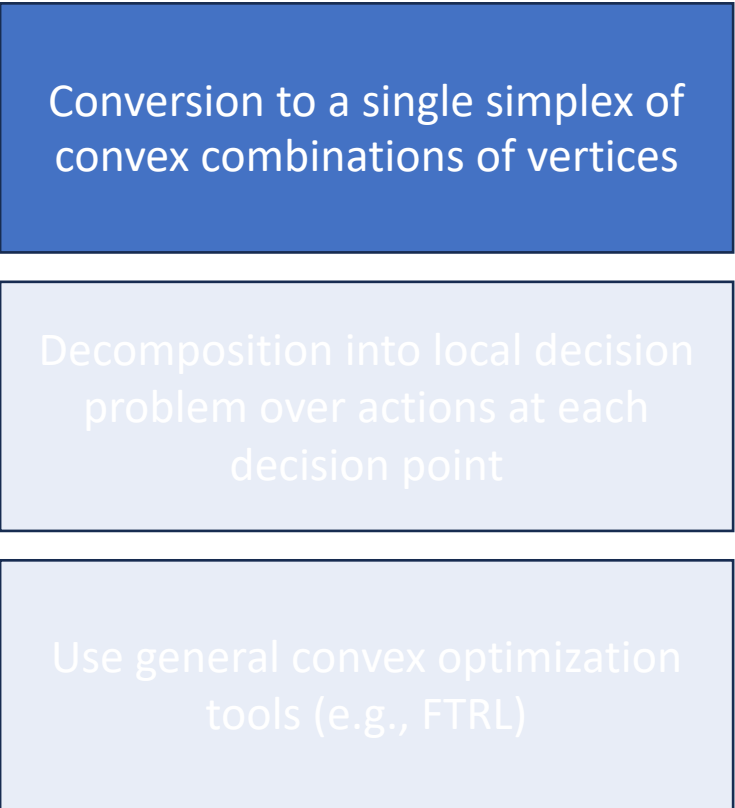 Conversion to a single simplex of
convex combinations of vertices
Decomposition into local decision
problem over actions at each
decision point
Use general convex optimization
tools (e.g., FTRL)